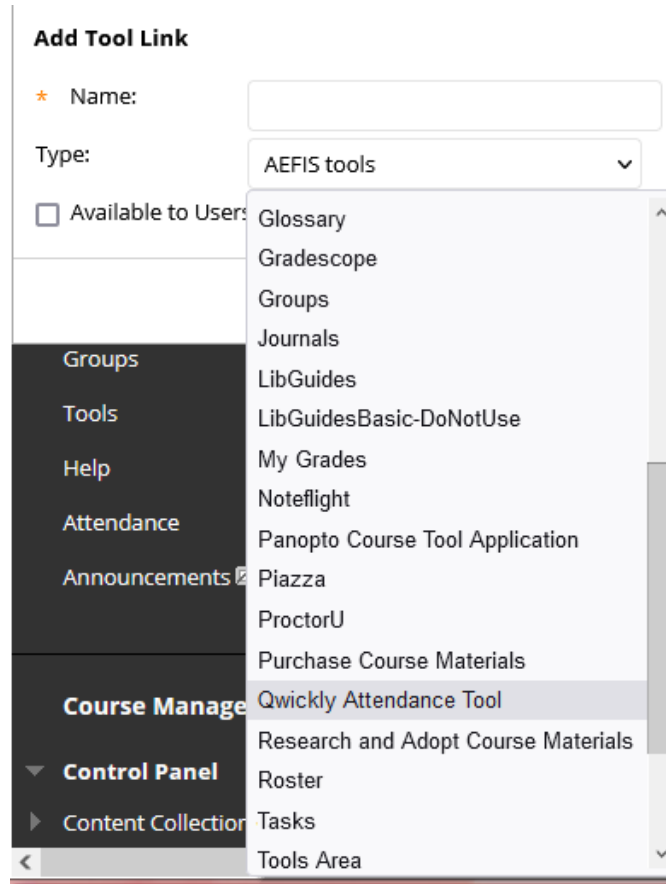 Add Tool Link
* Name:
Type:
AEFIS tools
Available to Users
Glossary
Gradescope
Groups
Journals
LibGuides
LibGuidesBasic-DoNotUse
My Grades
Noteflight
Panopto Course Tool Application
Piazza
ProctorU
Purchase Course Materials
Qwickly Attendance Tool
Research and Adopt Course Materials
Roster
Tasks
Tools Area
Groups
Tools
Help
Attendance
Announcements
Course Manage
Control Panel
Content Collection